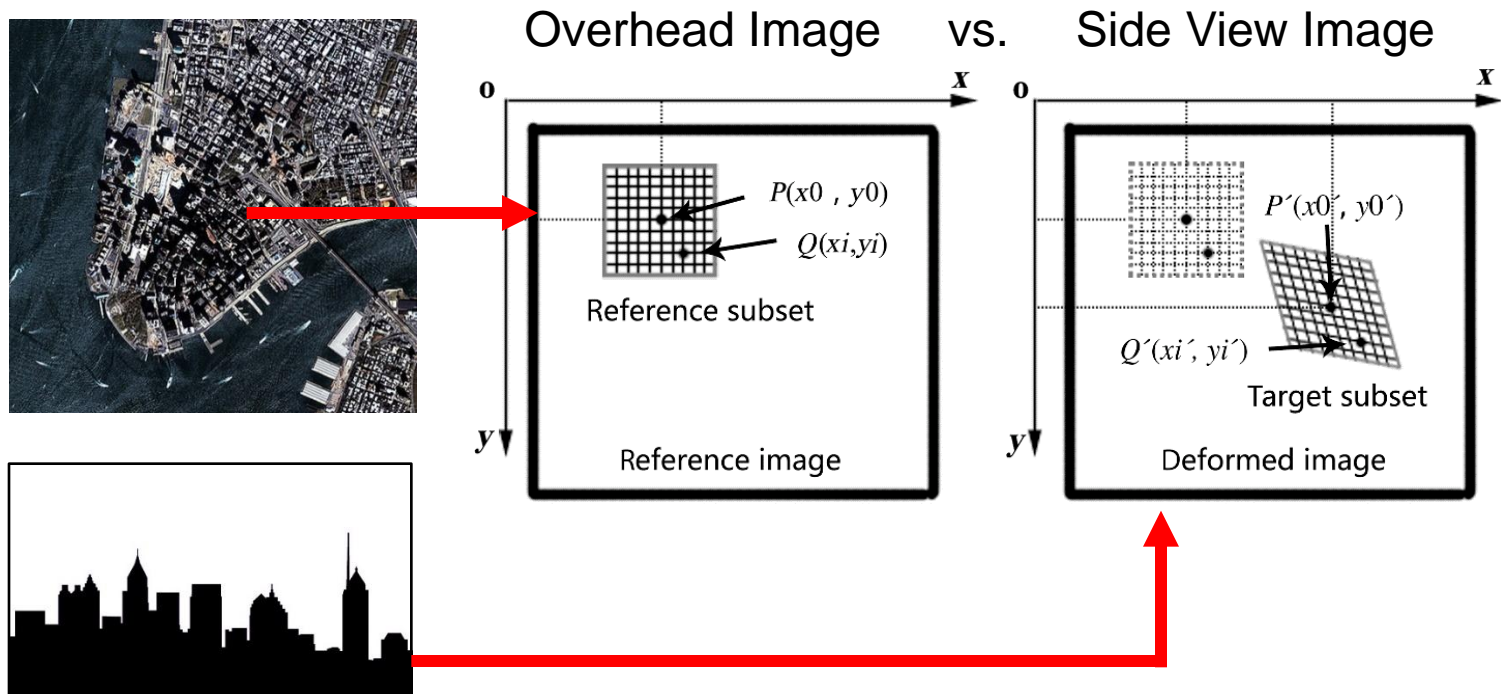 Overhead Image vs. Side View Image
o
x
P(x0 , y0)
Q(xi,yi)
Reference subset
y
Reference image
o
x
P´(x0´, y0´)
Q´(xi´, yi´)
Target subset
y
Deformed image